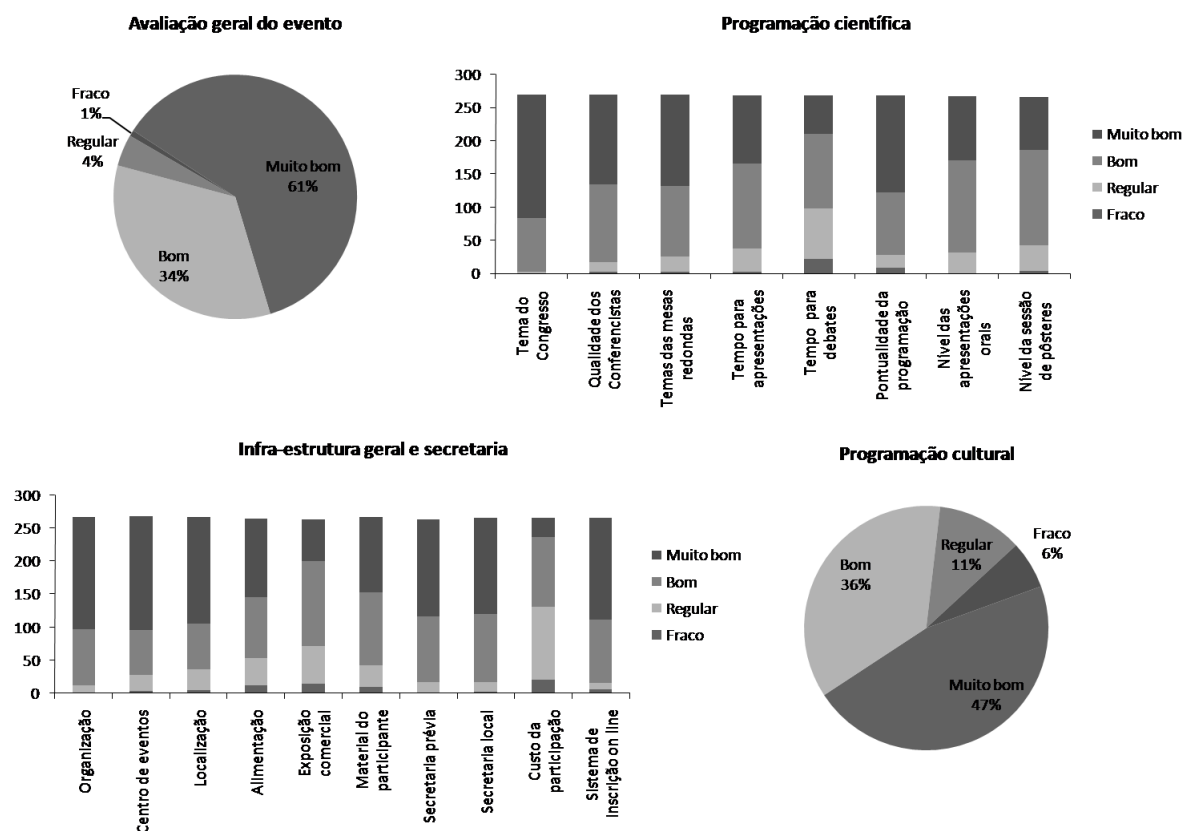 Avaliação geral do evento
Fraco
1%
Regular
4%
Muito bom
61%
Bom
34%
Programação científica
300
250
200
150
100
50
0
Tema do
Congresso
Qualidade dos
Conferencistas
Temas das mesas
redondas
Tempo para
apresentações
Tempo para
debates
Pontualidade da
programação
Nível das
apresentações
orais
Nível da sessão
de pôsteres
Muito bom
Bom
Regular
Fraco
Infra-estrutura geral e secretaria
300
250
200
150
100
50
0
Organização
Centro de eventos
Localização
Alimentação
Exposição
comercial
Material do
participante
Secretaria prévia
Secretaria local
Custo da
participação
Sistema de
inscrição on line
Muito bom
Bom
Regular
Fraco
Programação cultural
Bom
36%
Regular
11%
Fraco
6%
Muito bom
47%